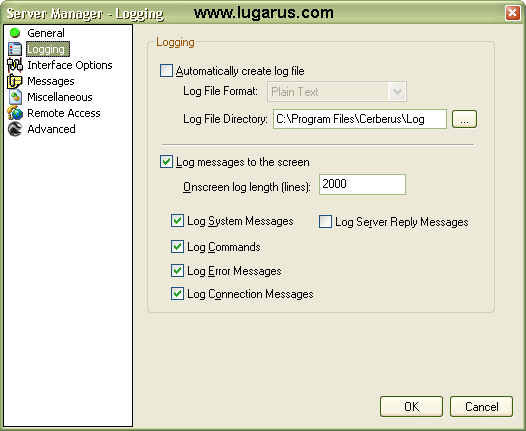 Server Manager - Logging
www.lugarus.com
General
Logging
Interface Options
Messages
Miscellaneous
Remote Access
Advanced
Logging
Automatically create log file
Log File Format: Plain Text
Log File Directory: C:\Program Files\Cerberus\Log ...
Log messages to the screen
Onscreen log length (lines): 2000
Log System Messages Log Server Reply Messages
Log Commands
Log Error Messages
Log Connection Messages
OK Cancel